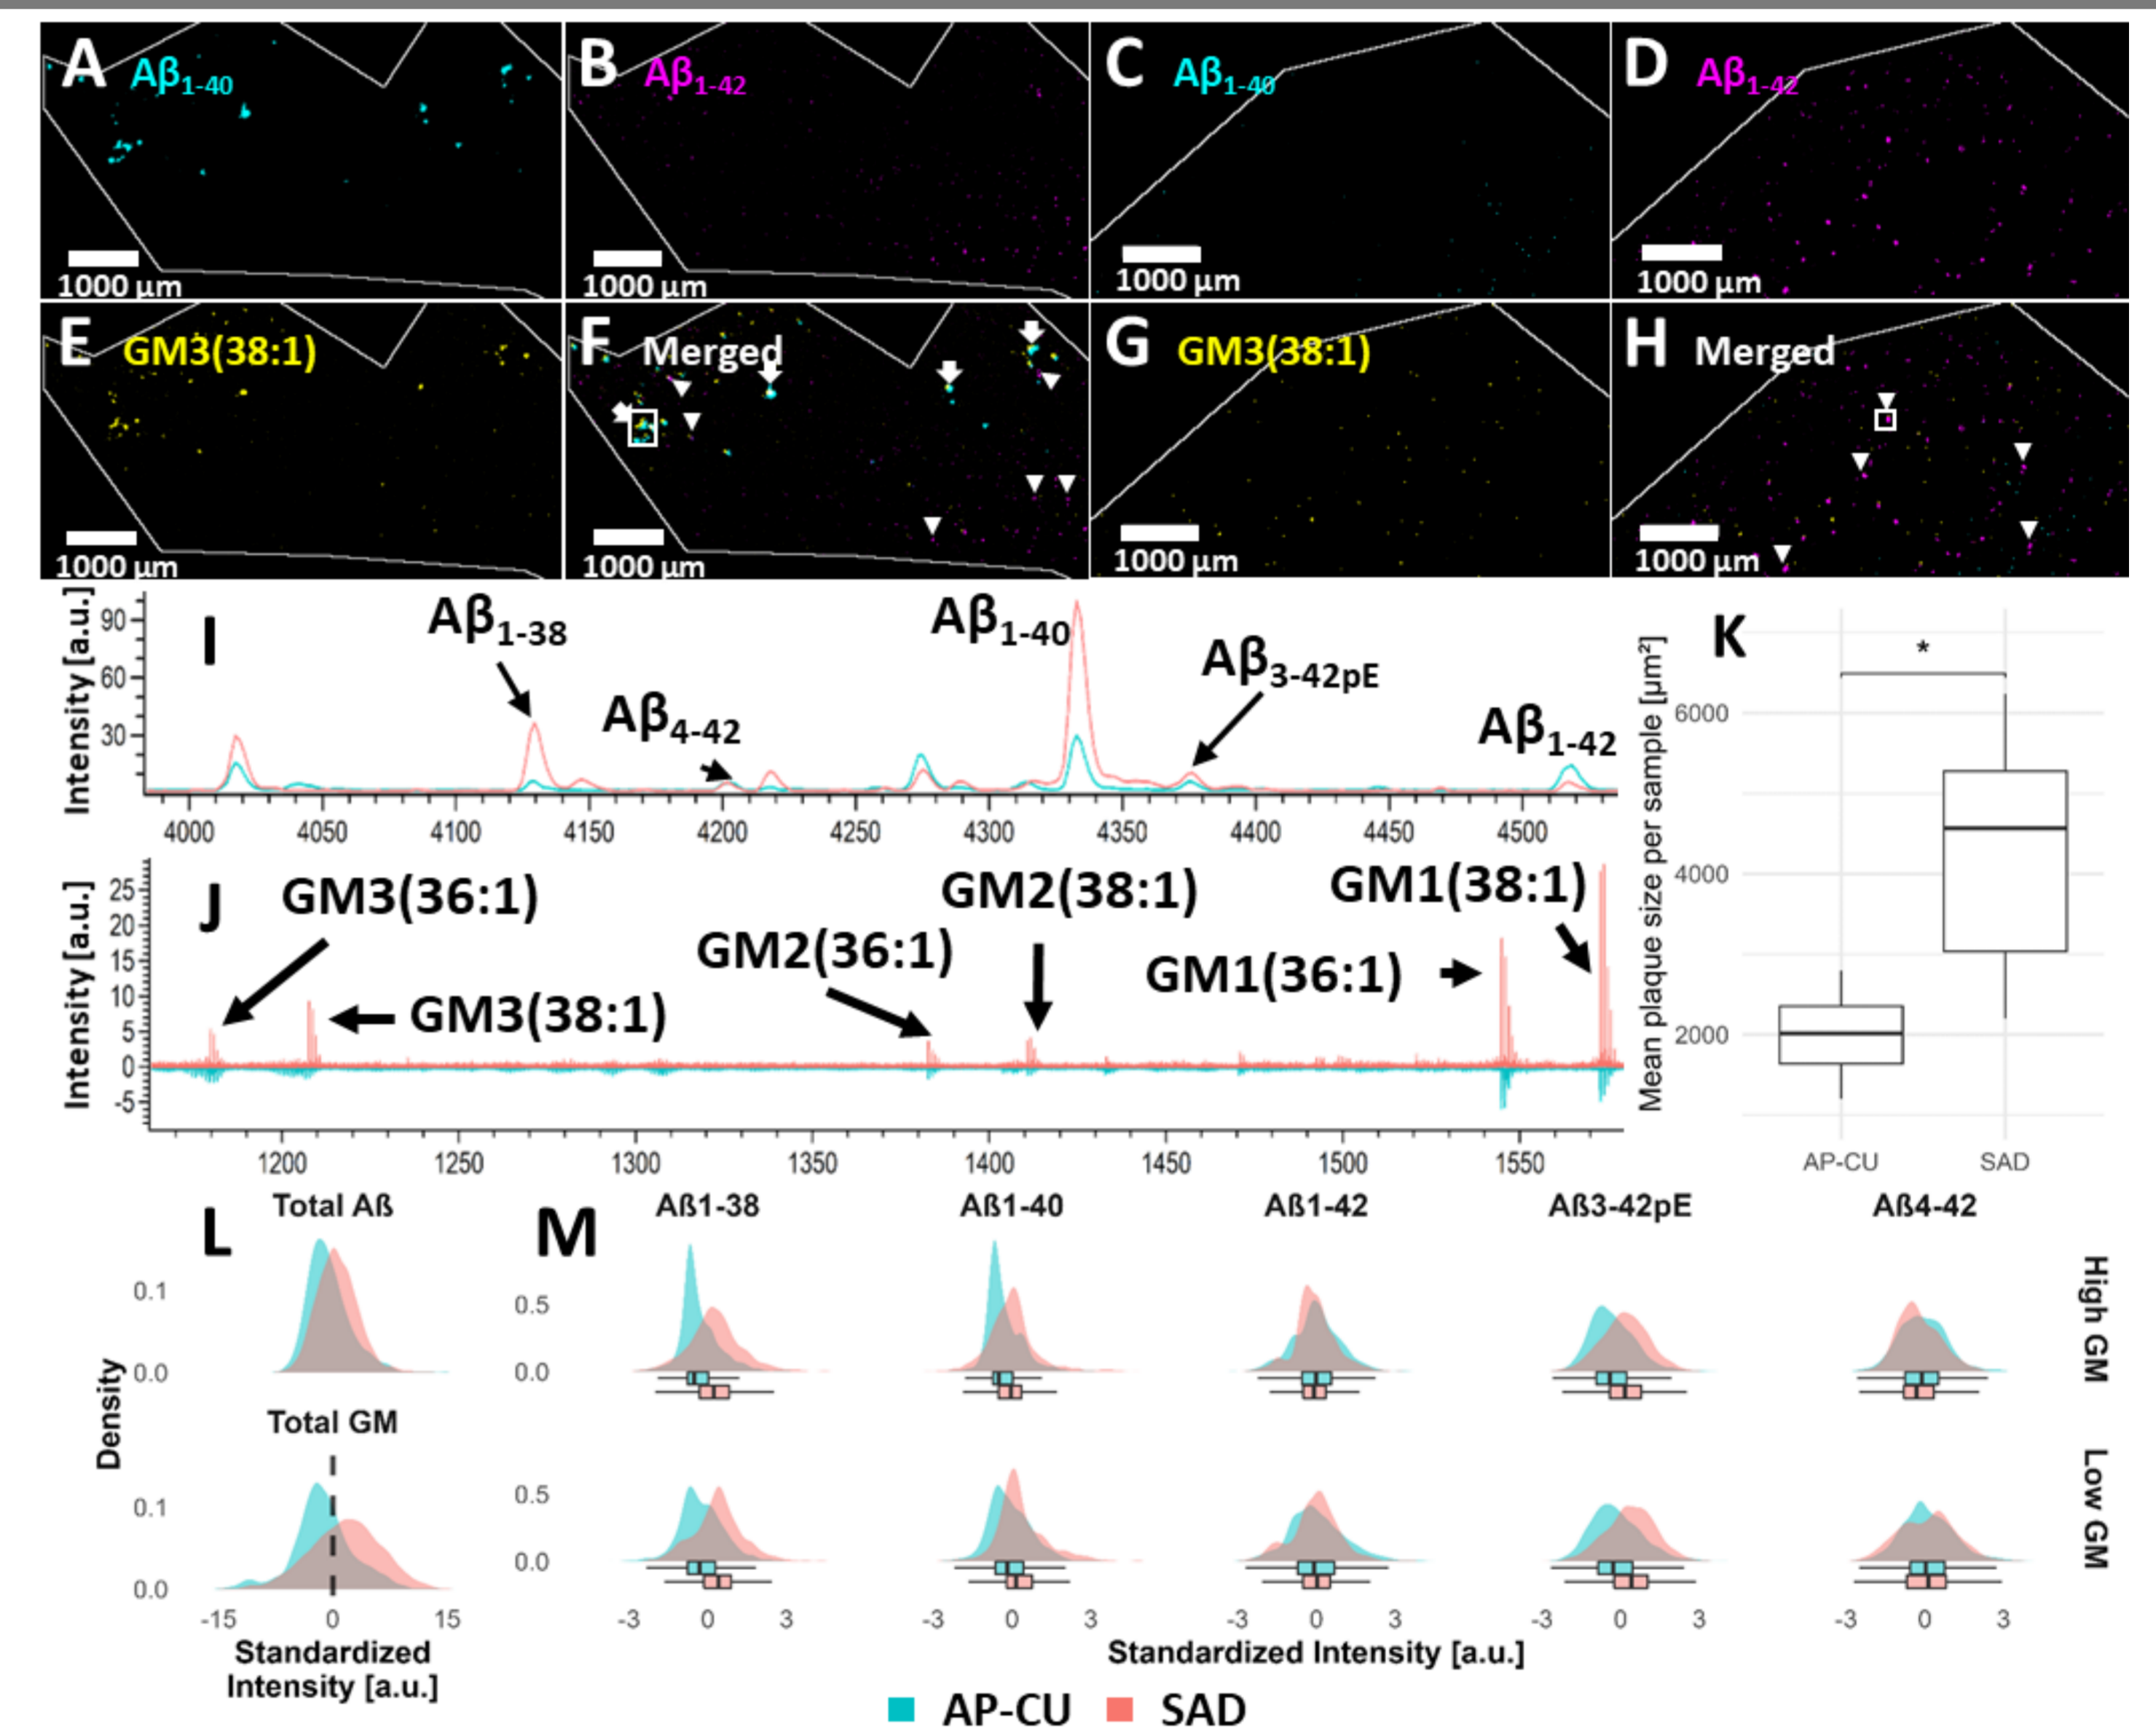 A Aβ1-40
B Aβ1-42
C Aβ1-40
D Aβ1-42
1000 µm
1000 µm
1000 µm
1000 µm
E GM3(38:1)
F Merged
G GM3(38:1)
H Merged
1000 µm
1000 µm
1000 µm
1000 µm
I
Intensity [a.u.]
90
60
30
Aβ1-38
Aβ4-42
Aβ1-40
Aβ3-42pE
Aβ1-42
4000 4050 4100 4150 4200 4250 4300 4350 4400 4450 4500
J
Intensity [a.u.]
25
20
15
10
5
0
-5
GM3(36:1)
GM3(38:1)
GM2(36:1)
GM2(38:1)
GM1(36:1)
GM1(38:1)
1200 1250 1300 1350 1400 1450 1500 1550
K
*
Mean plaque size per sample [µm²]
6000
4000
2000
AP-CU SAD
L
Total Aß
0.1
0.0
Density
Total GM
0.1
0.0
-15 0 15
Standardized
Intensity [a.u.]
M
Aß1-38 Aß1-40 Aß1-42 Aß3-42pE Aß4-42
0.5
0.0
High GM
0.5
0.0
Low GM
-3 0 3 -3 0 3 -3 0 3 -3 0 3 -3 0 3
Standardized Intensity [a.u.]
AP-CU SAD